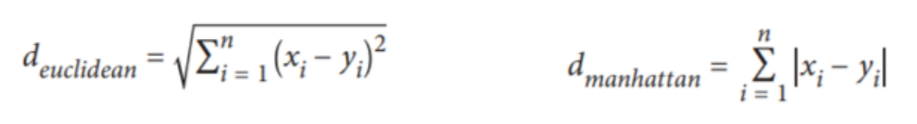 d_euclidean = √(∑_{i = 1}^{n} (x_i − y_i)^2)
d_manhattan = ∑_{i = 1}^{n} |x_i − y_i|